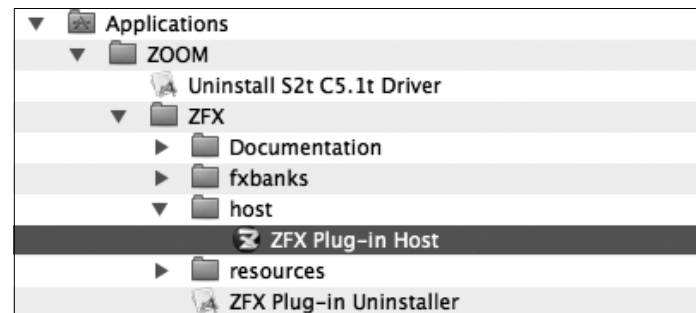 Applications
ZOOM
Uninstall S2t C5.1t Driver
ZFX
Documentation
fxbanks
host
ZFX Plug-in Host
resources
ZFX Plug-in Uninstaller